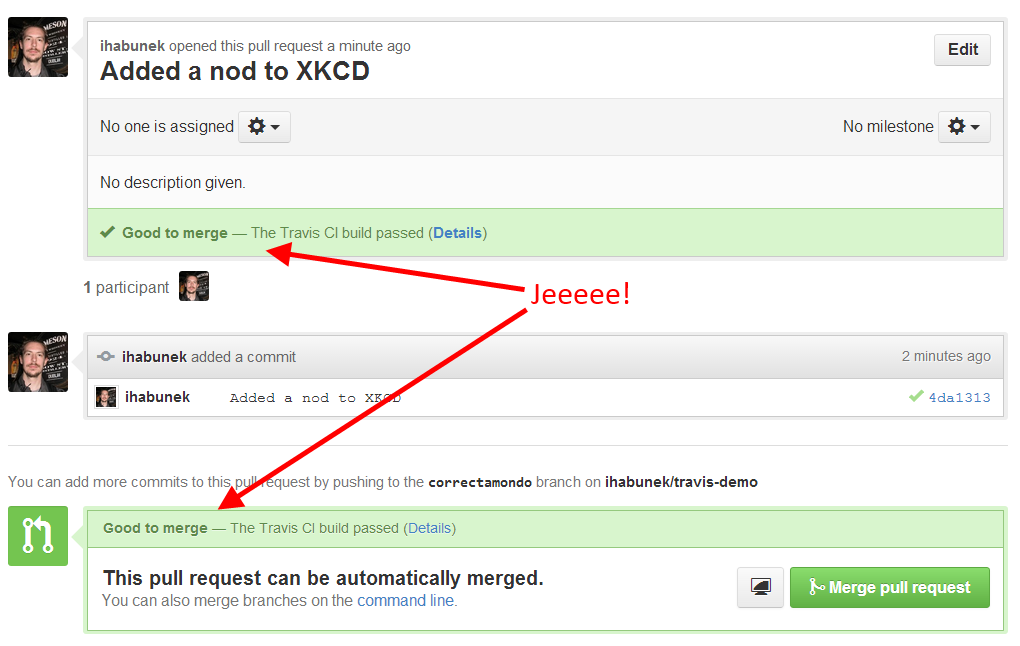 ihabunek opened this pull request a minute ago
Edit
Added a nod to XKCD
No one is assigned
No milestone
No description given.
Good to merge — The Travis CI build passed (Details)
Jeeeee!
1 participant
ihabunek added a commit
2 minutes ago
ihabunek
Added a nod to XKCD
4da1313
You can add more commits to this pull request by pushing to the correctamondo branch on ihabunek/travis-demo
Good to merge — The Travis CI build passed (Details)
This pull request can be automatically merged.
You can also merge branches on the command line.
Merge pull request